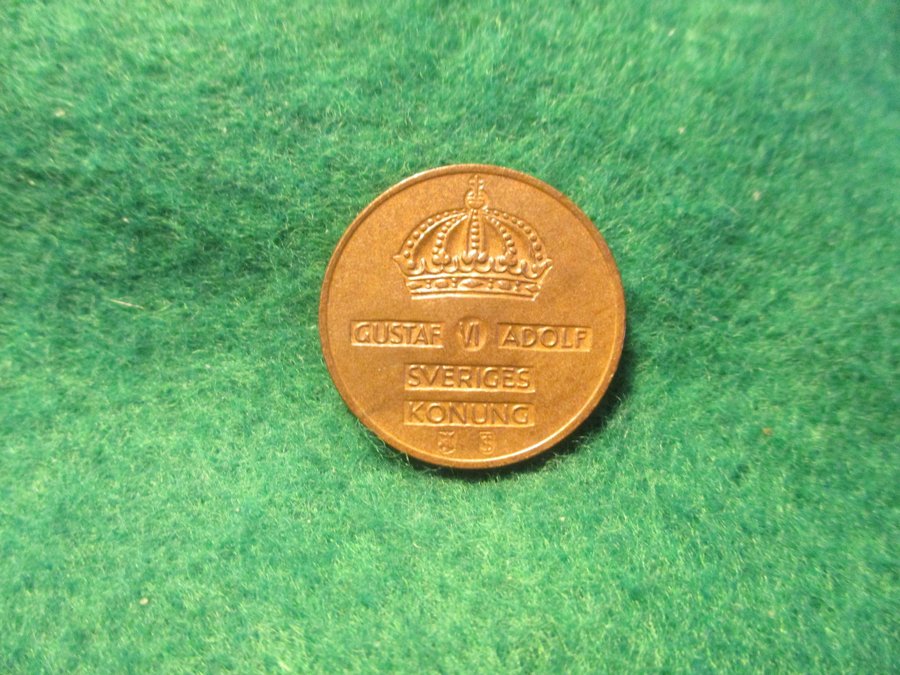 GUSTAF VI ADOLF
SVERIGES
KONUNG